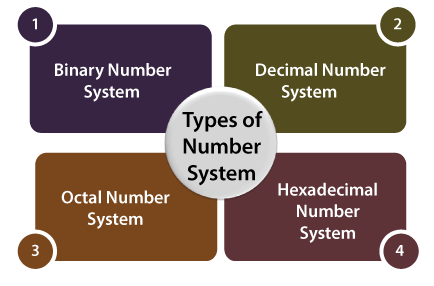 1
Binary Number
System
2
Decimal Number
System
Types of
Number
System
3
Octal Number
System
4
Hexadecimal
Number
System